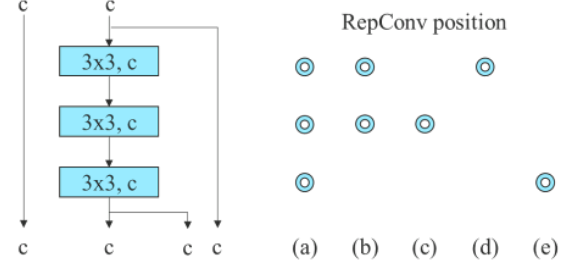 c c
RepConv position
3x3, c
3x3, c
3x3, c
c c c c (a) (b) (c) (d) (e)